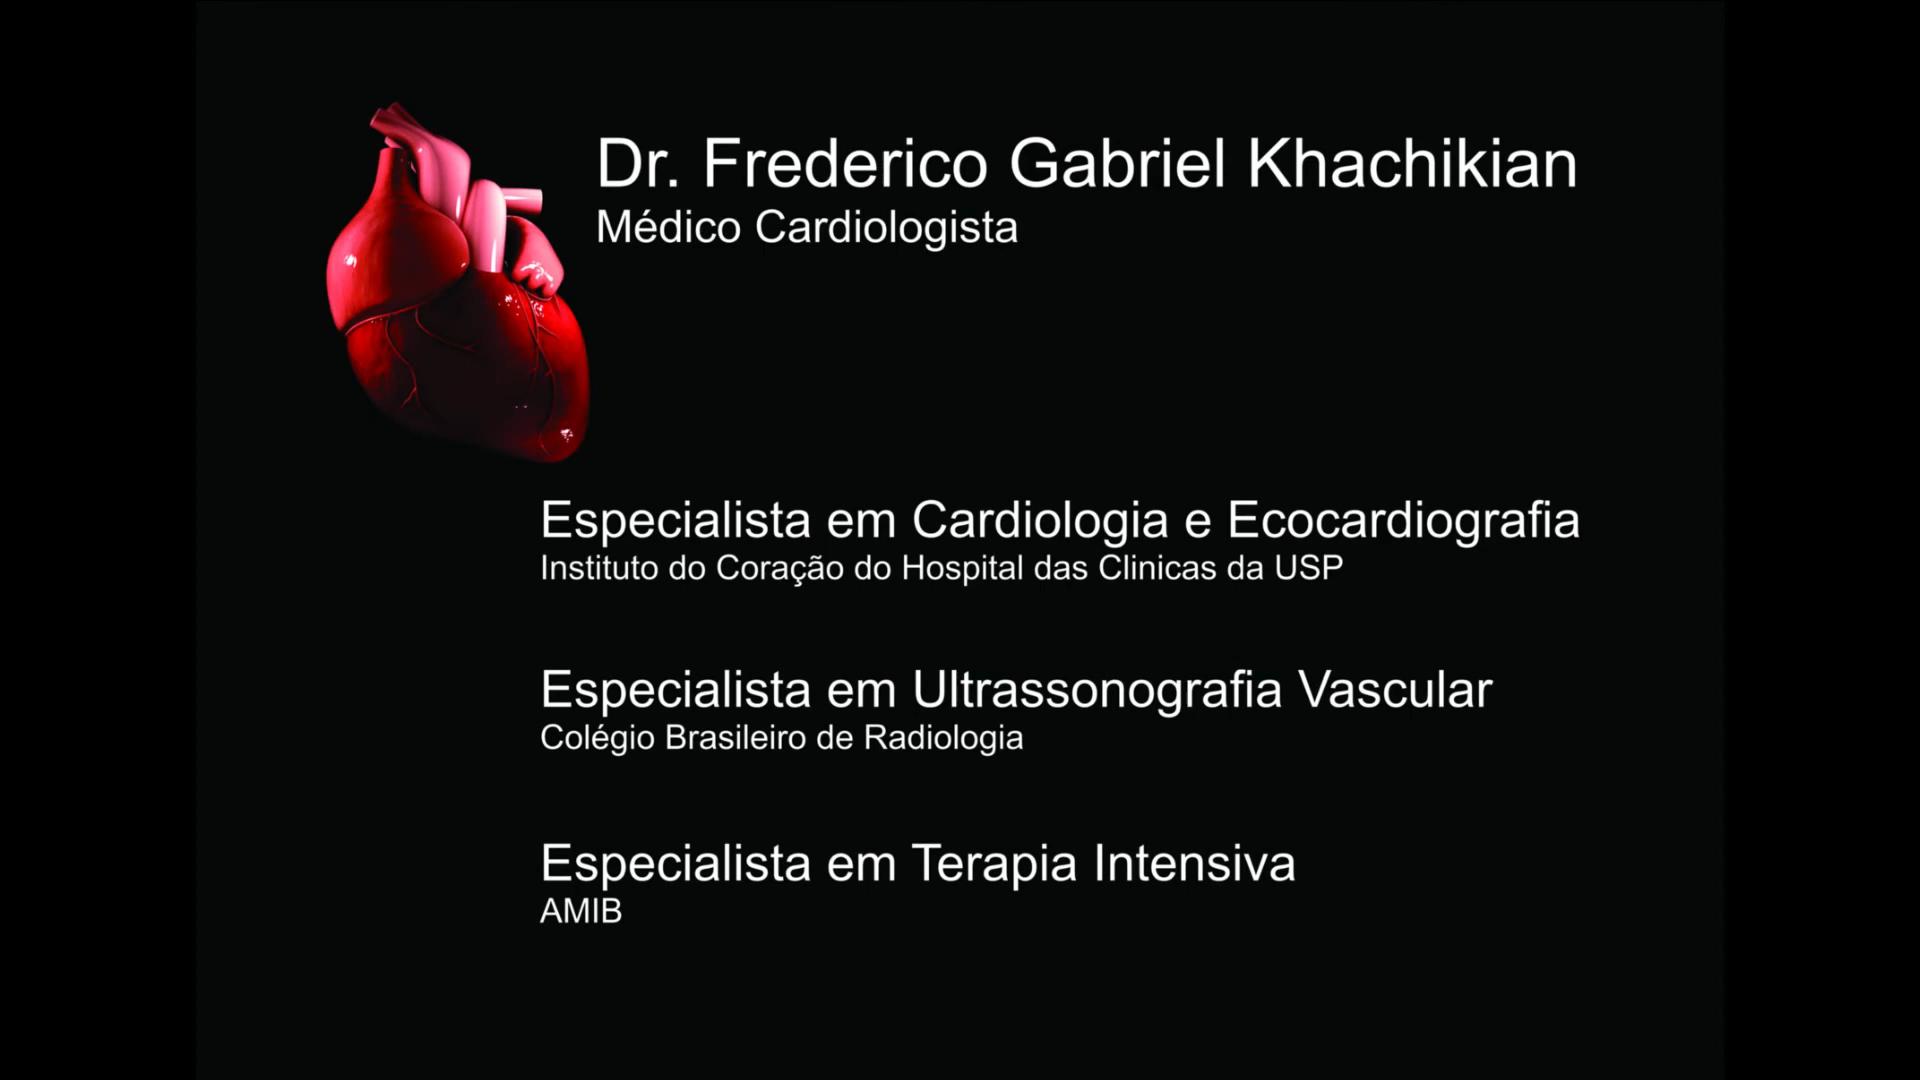 Dr. Frederico Gabriel Khachikian
Médico Cardiologista
Especialista em Cardiologia e Ecocardiografia
Instituto do Coração do Hospital das Clinicas da USP
Especialista em Ultrassonografia Vascular
Colégio Brasileiro de Radiologia
Especialista em Terapia Intensiva
AMIB